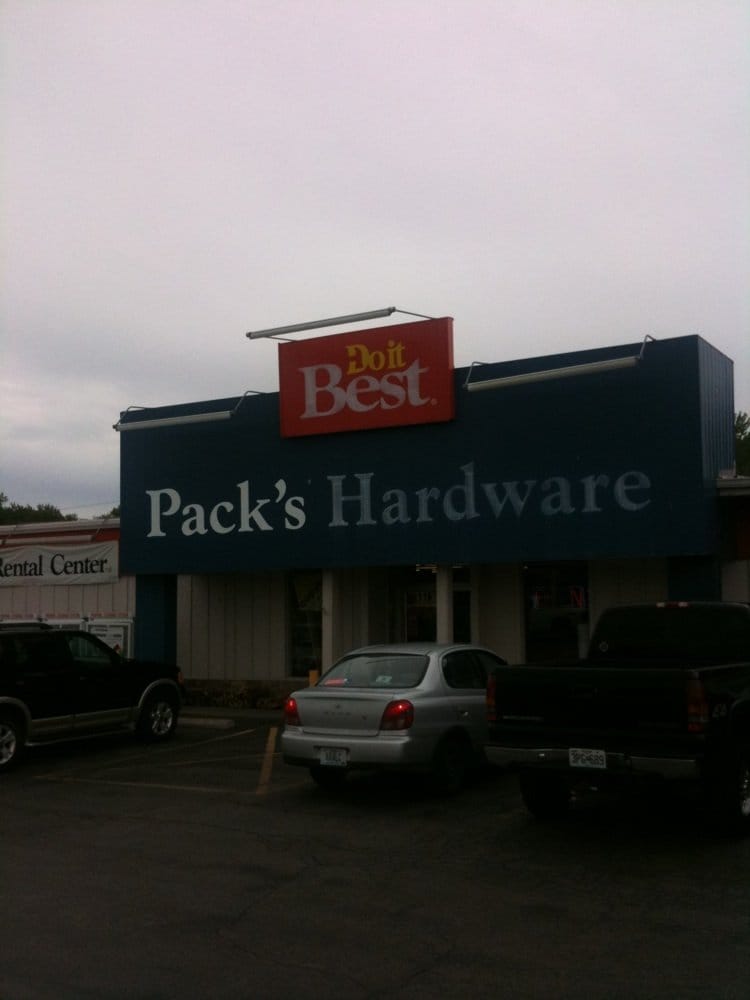 Do it
Best®
Pack's Hardware
Rental Center®